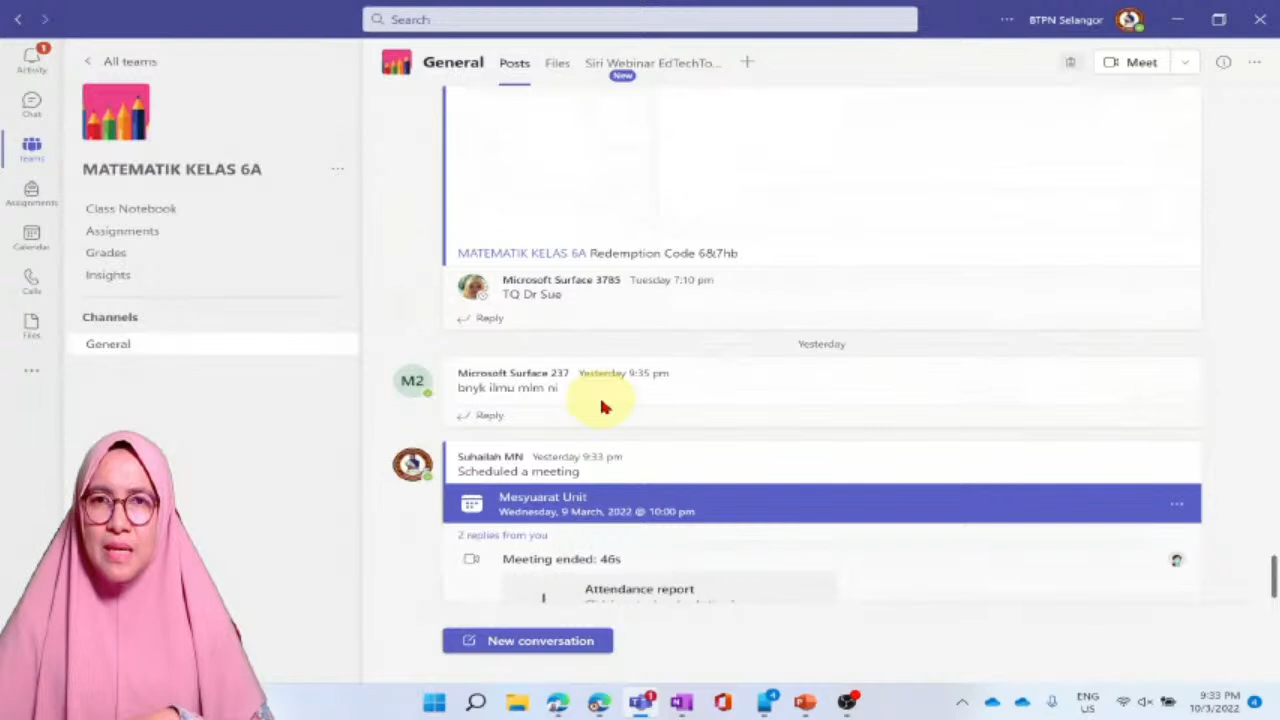 Search
BTPN Selangor
Activity
Chat
Teams
Assignments
Calendar
Calls
Files
All teams
MATEMATIK KELAS 6A
Class Notebook
Assignments
Grades
Insights
Channels
General
General Posts Files Siri Webinar EdTechTo...
New
Meet
MATEMATIK KELAS 6A Redemption Code 68t7hb
Microsoft Surface 3785 Tuesday 7:10 pm
TQ Dr Sue
Reply
Yesterday
M2
Microsoft Surface 237 Yesterday 9:35 pm
bnyk ilmu mlm ni
Reply
Suhailah MN Yesterday 9:33 pm
Scheduled a meeting
Mesyuarat Unit
Wednesday, 9 March, 2022 @ 10:00 pm
2 replies from you
Meeting ended: 46s
Attendance report
New conversation
ENG
US
9:33 PM
10/3/2022